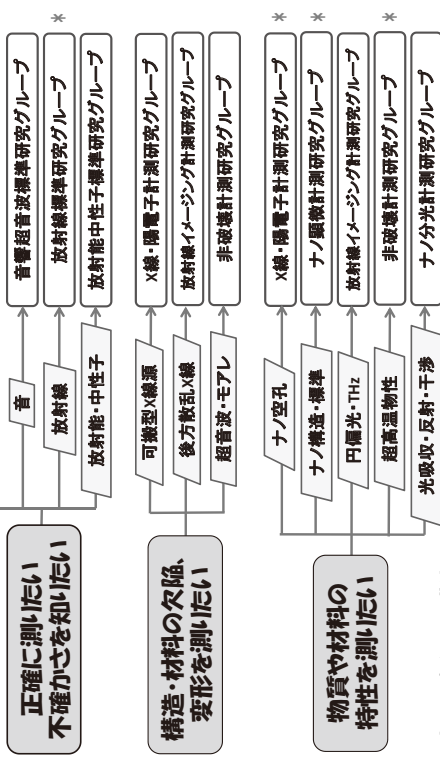 正確に測りたい
不確かさを知りたい
音
音響超音波標準研究グループ
放射線
放射線標準研究グループ
*
放射能・中性子
放射能中性子標準研究グループ
構造・材料の欠陥、
変形を測りたい
可搬型X線源
X線・陽電子計測研究グループ
後方散乱X線
放射線イメージング計測研究グループ
超音波・モアレ
非破壊計測研究グループ
物質や材料の
特性を測りたい
ナノ空孔
X線・陽電子計測研究グループ
*
ナノ構造・標準
ナノ顕微計測研究グループ
*
円偏光・THz
放射線イメージング計測研究グループ
超高温物性
非破壊計測研究グループ
*
光吸収・反射・干渉
ナノ分光計測研究グループ